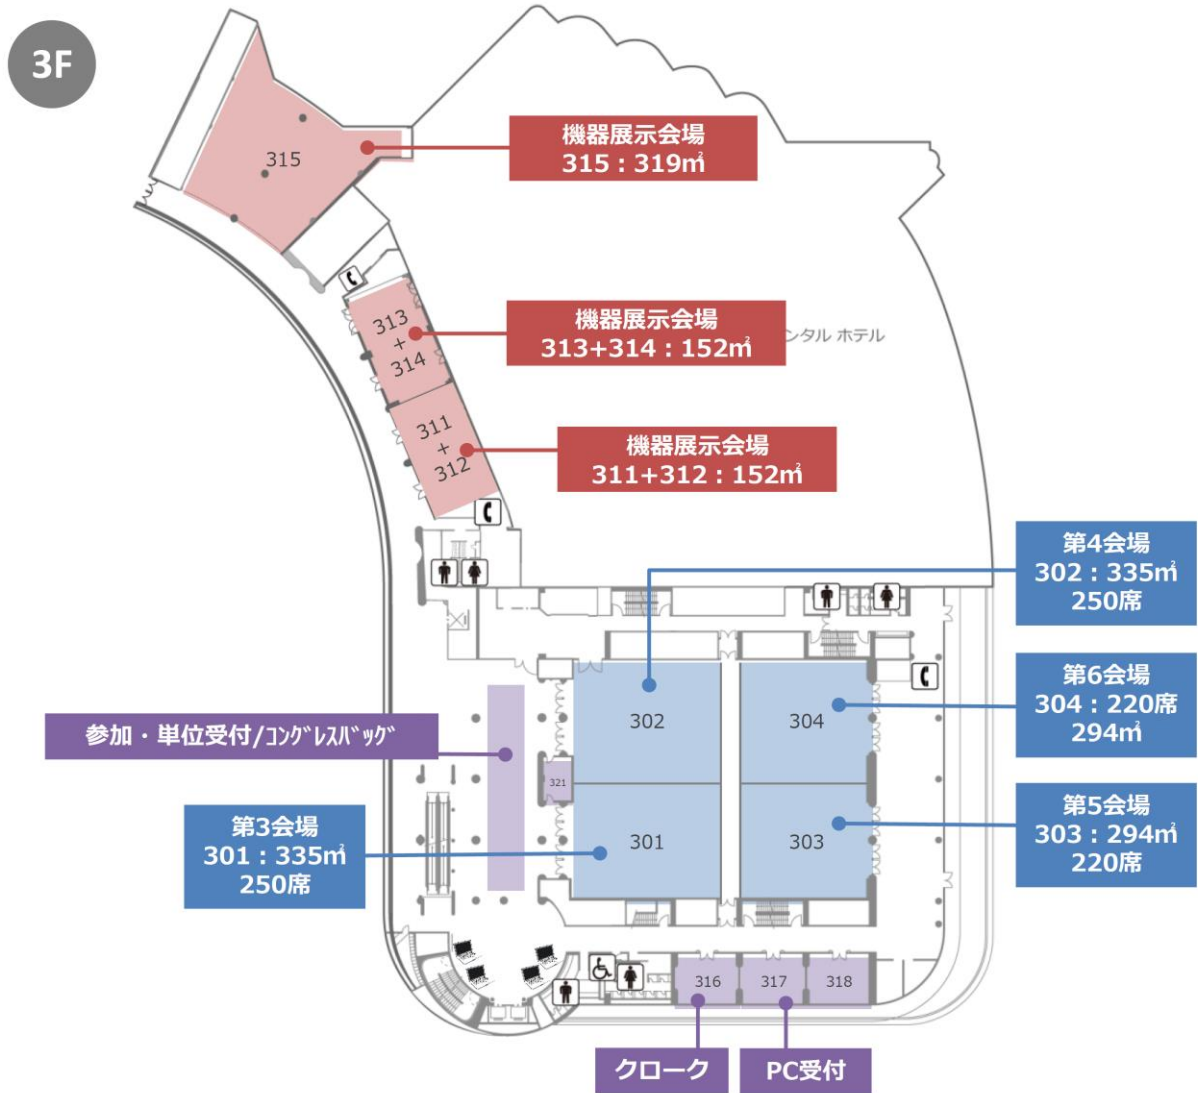 3F
315
機器展示会場
315：319㎡
313
+
314
機器展示会場
313+314：152㎡
ンタル ホテル
311
+
312
機器展示会場
311+312：152㎡
第4会場
302：335㎡
250席
302
304
第6会場
304：220席
294㎡
参加・単位受付/ｺﾝｸﾞﾚｽﾊﾞｯｸﾞ
321
第3会場
301：335㎡
250席
301
303
第5会場
303：294㎡
220席
316
317
318
クローク
PC受付